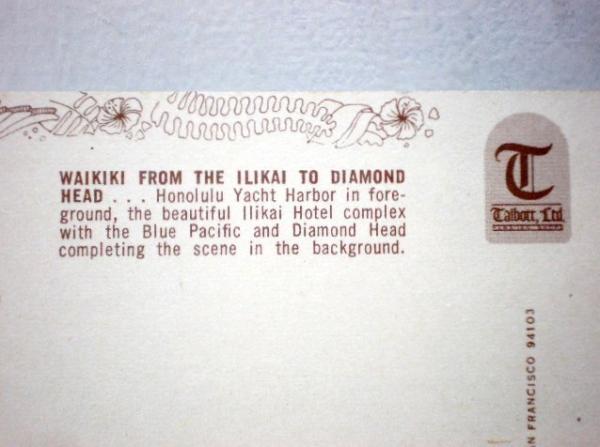 WAIKIKI FROM THE ILIKAI TO DIAMOND
HEAD . . . Honolulu Yacht Harbor in fore-
ground, the beautiful Ilikai Hotel complex
with the Blue Pacific and Diamond Head
completing the scene in the background.
T
Talbott, Ltd.
N FRANCISCO 94103